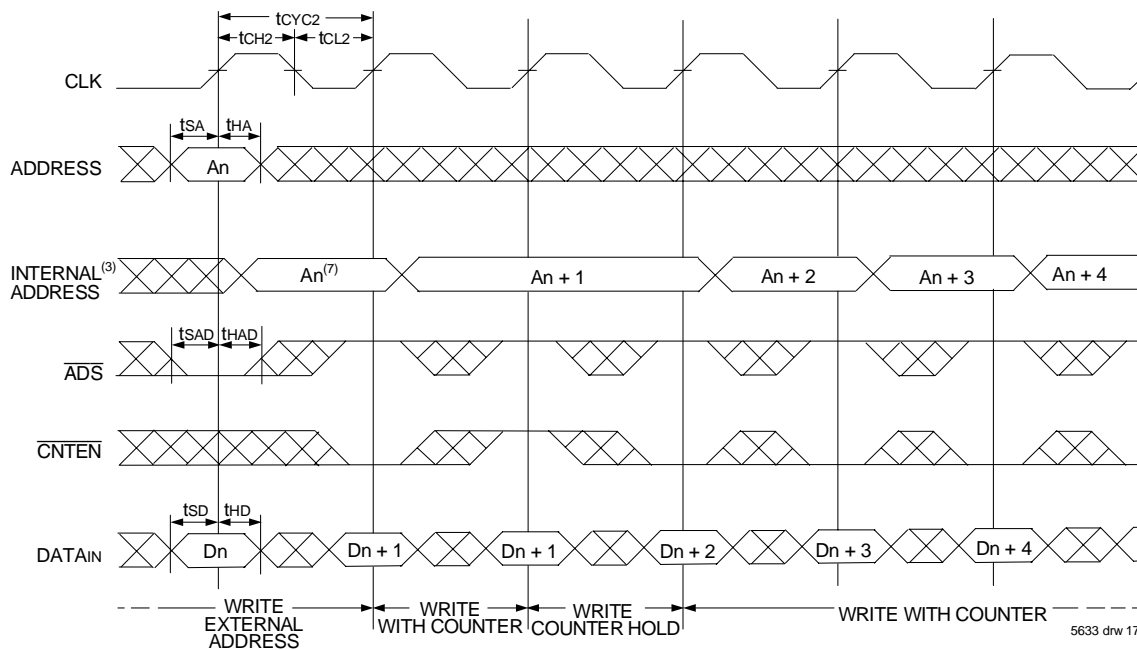 tCYC2
tCH2 tCL2
CLK
tSA tHA
ADDRESS An
INTERNAL(3) ADDRESS An(7) An + 1 An + 2 An + 3 An + 4
tSAD tHAD
ADS
CNTEN
tSD tHD
DATAIN Dn Dn + 1 Dn + 1 Dn + 2 Dn + 3 Dn + 4
WRITE EXTERNAL ADDRESS
WRITE WITH COUNTER
WRITE COUNTER HOLD
WRITE WITH COUNTER
5633 drw 17